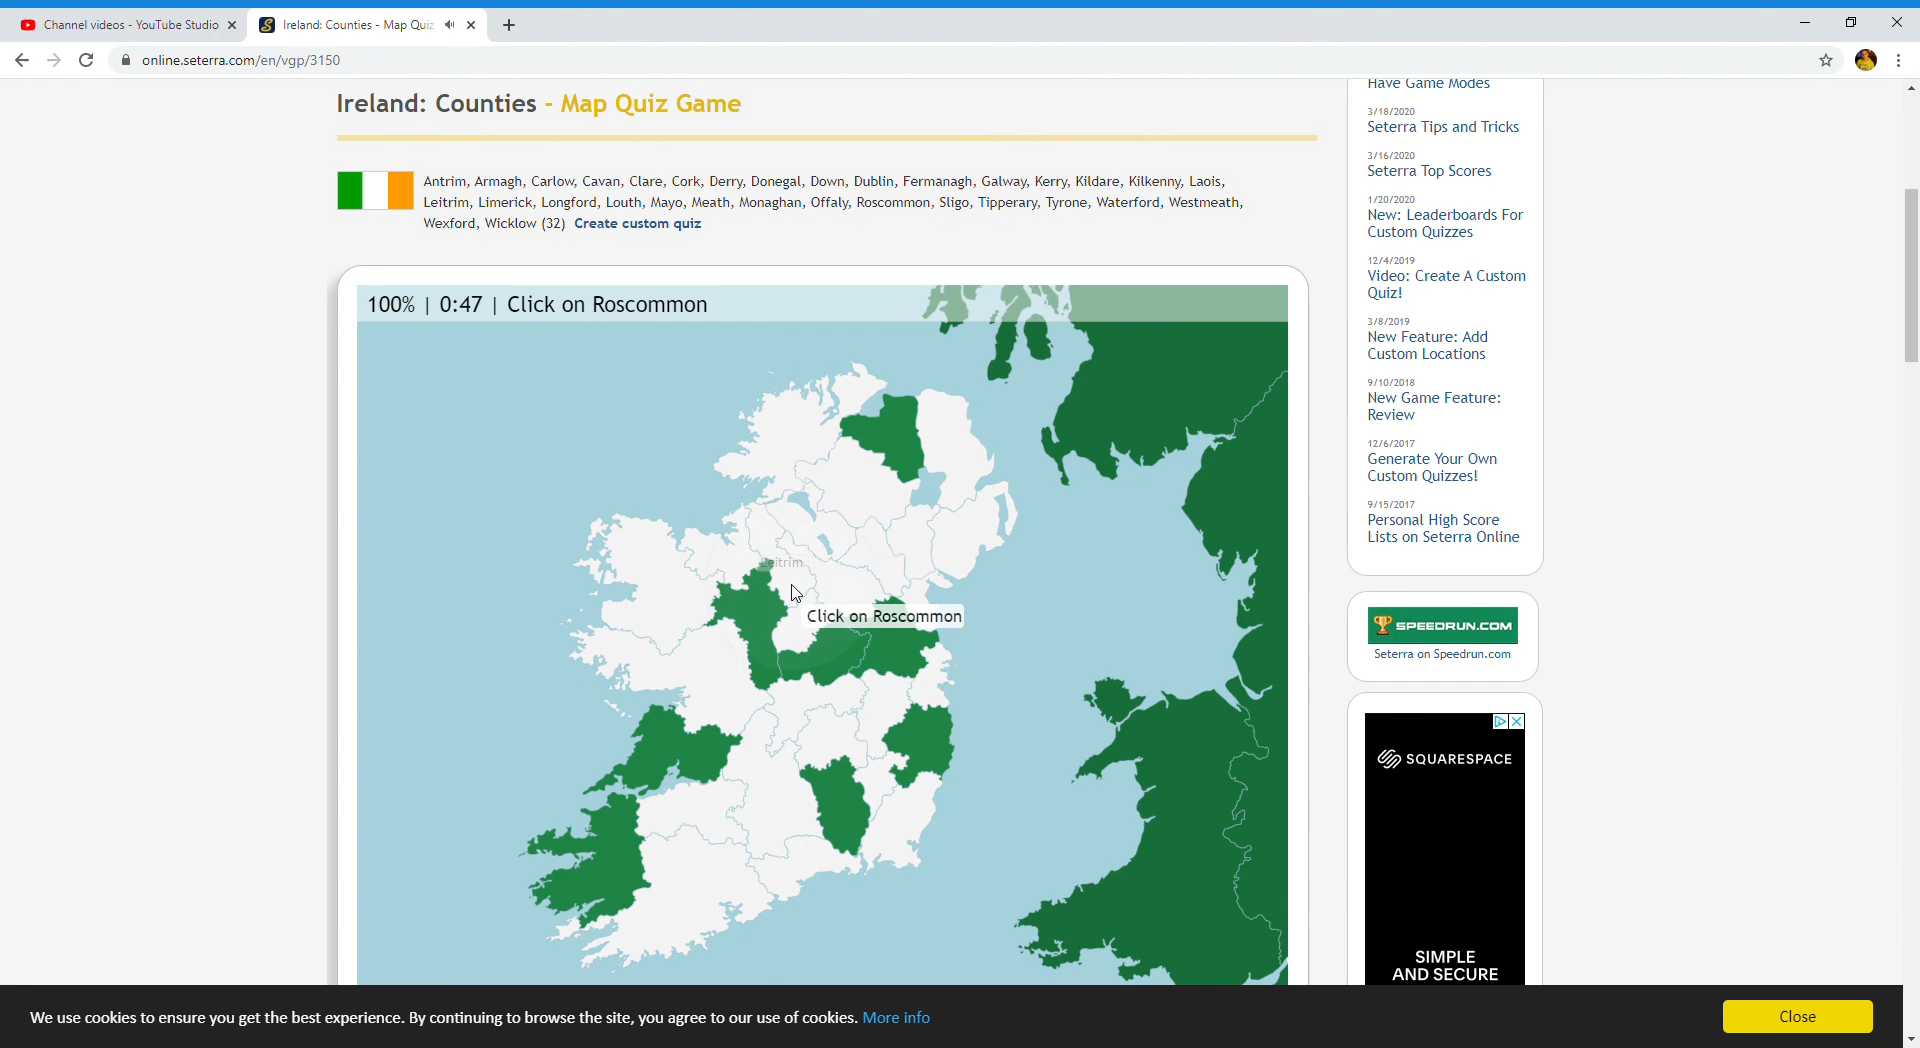 Channel videos - YouTube Studio
Ireland: Counties - Map Quiz
online.seterra.com/en/vgp/3150
Ireland: Counties - Map Quiz Game
Antrim, Armagh, Carlow, Cavan, Clare, Cork, Derry, Donegal, Down, Dublin, Fermanagh, Galway, Kerry, Kildare, Kilkenny, Laois,
Leitrim, Limerick, Longford, Louth, Mayo, Meath, Monaghan, Offaly, Roscommon, Sligo, Tipperary, Tyrone, Waterford, Westmeath,
Wexford, Wicklow (32) Create custom quiz
100% | 0:47 | Click on Roscommon
Leitrim
Click on Roscommon
Have Game Modes
3/18/2020
Seterra Tips and Tricks
3/16/2020
Seterra Top Scores
1/20/2020
New: Leaderboards For
Custom Quizzes
12/4/2019
Video: Create A Custom
Quiz!
3/8/2019
New Feature: Add
Custom Locations
9/10/2018
New Game Feature:
Review
12/6/2017
Generate Your Own
Custom Quizzes!
9/15/2017
Personal High Score
Lists on Seterra Online
SPEEDRUN.COM
Seterra on Speedrun.com
SQUARESPACE
SIMPLE
AND SECURE
We use cookies to ensure you get the best experience. By continuing to browse the site, you agree to our use of cookies. More info
Close